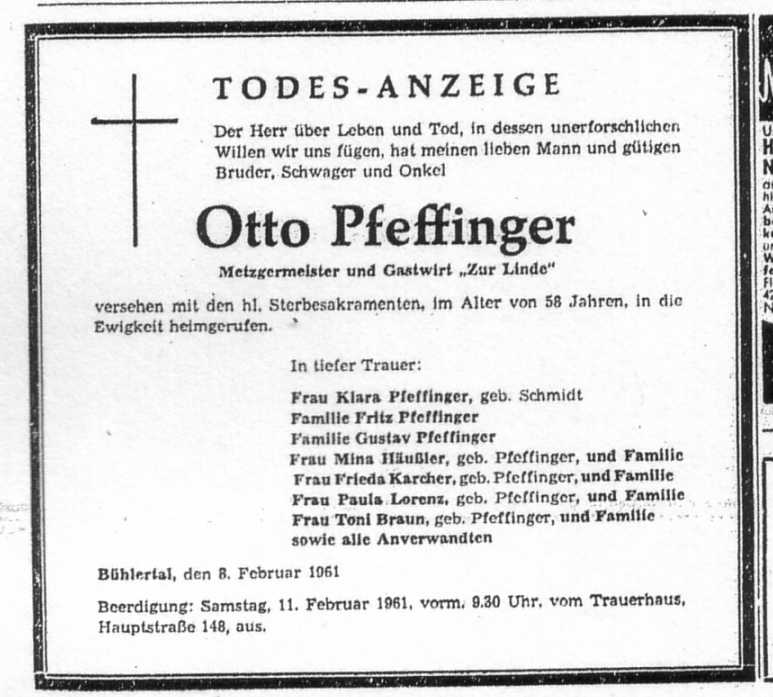 TODES-ANZEIGE
Der Herr über Leben und Tod, in dessen unerforschlichen
Willen wir uns fügen, hat meinen lieben Mann und gütigen
Bruder, Schwager und Onkel
Otto Pfeffinger
Metzgermeister und Gastwirt „Zur Linde“
versehen mit den hl. Sterbesakramenten, im Alter von 58 Jahren, in die
Ewigkeit heimgerufen.
In tiefer Trauer:
Frau Klara Pfeffinger, geb. Schmidt
Familie Fritz Pfeffinger
Familie Gustav Pfeffinger
Frau Mina Häußler, geb. Pfeffinger, und Familie
Frau Frieda Karcher, geb. Pfeffinger, und Familie
Frau Paula Lorenz, geb. Pfeffinger, und Familie
Frau Toni Braun, geb. Pfeffinger, und Familie
sowie alle Anverwandten
Bühlertal, den 8. Februar 1961
Beerdigung: Samstag, 11. Februar 1961, vorm. 9.30 Uhr, vom Trauerhaus,
Hauptstraße 148, aus.